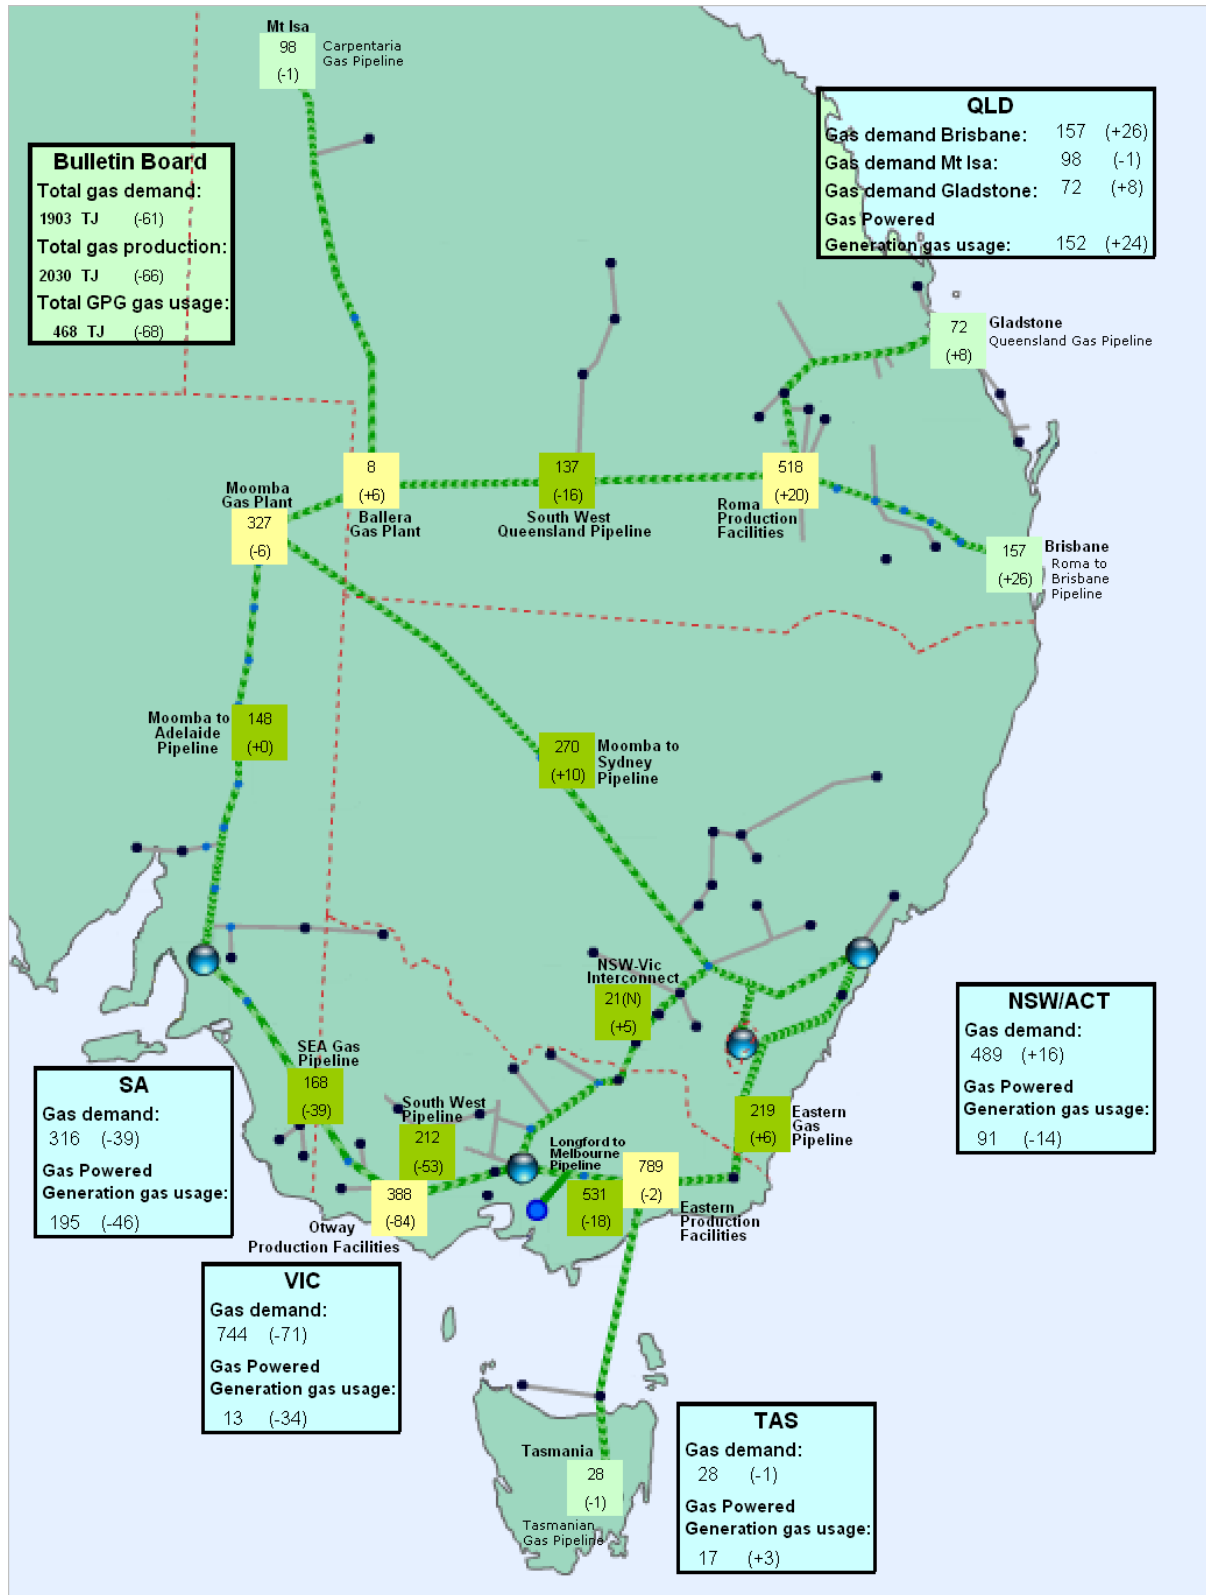 Mt Isa
98
(-1)
Carpentaria
Gas Pipeline
QLD
Gas demand Brisbane: 157 (+26)
Gas demand Mt Isa: 98 (-1)
Gas demand Gladstone: 72 (+8)
Gas Powered
Generation gas usage: 152 (+24)
Bulletin Board
Total gas demand:
1903 TJ (-61)
Total gas production:
2030 TJ (-66)
Total GPG gas usage:
468 TJ (-68)
72
(+8)
Gladstone
Queensland Gas Pipeline
8
(+6)
Ballera
Gas Plant
137
(-16)
South West
Queensland Pipeline
518
(+20)
Roma
Production
Facilities
Moomba
Gas Plant
327
(-6)
157
(+26)
Brisbane
Roma to
Brisbane
Pipeline
Moomba to
Adelaide
Pipeline
148
(+0)
270
(+10)
Moomba to
Sydney
Pipeline
NSW-Vic
Interconnect
21(N)
(+5)
NSW/ACT
Gas demand:
489 (+16)
Gas Powered
Generation gas usage:
91 (-14)
SEA Gas
Pipeline
168
(-39)
South West
Pipeline
212
(-53)
Longford to
Melbourne
Pipeline
531
(-18)
789
(-2)
Eastern
Production
Facilities
219
(+6)
Eastern
Gas
Pipeline
SA
Gas demand:
316 (-39)
Gas Powered
Generation gas usage:
195 (-46)
388
(-84)
Otway
Production Facilities
VIC
Gas demand:
744 (-71)
Gas Powered
Generation gas usage:
13 (-34)
Tasmania
28
(-1)
Tasmanian
Gas Pipeline
TAS
Gas demand:
28 (-1)
Gas Powered
Generation gas usage:
17 (+3)